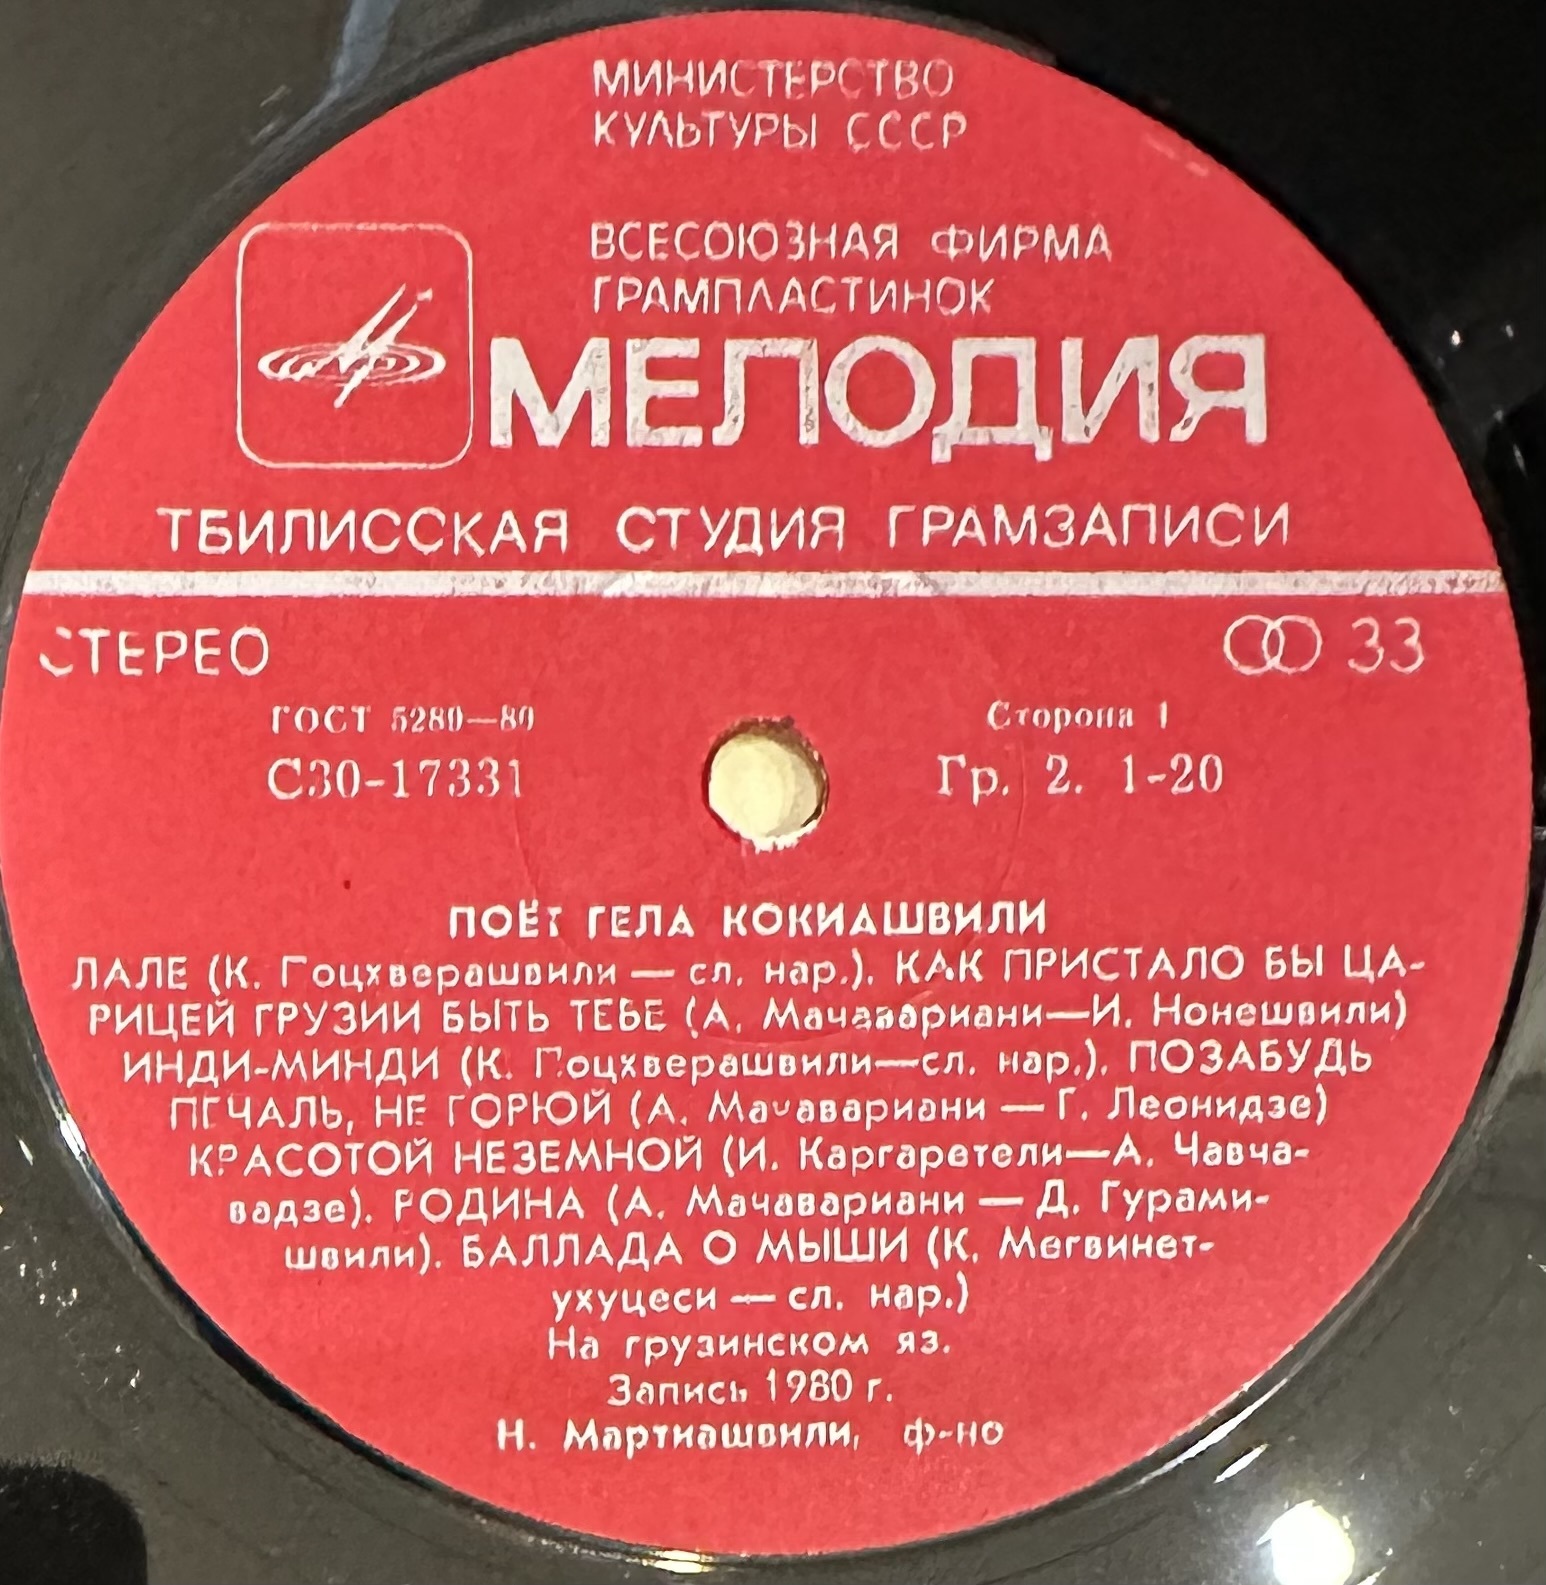 МИНИСТЕРСТВО
КУЛЬТУРЫ СССР
ВСЕСОЮЗНАЯ ФИРМА
ГРАМПЛАСТИНОК
МЕЛОДИЯ
ТБИЛИССКАЯ СТУДИЯ ГРАМЗАПИСИ
СТЕРЕО
33
ГОСТ 5289—80
Сторона 1
С30-17331
Гр. 2. 1-20
ПОЁТ ГЕЛА КОКИАШВИЛИ
ЛАЛЕ (К. Гоцхверашвили — сл. нар.). КАК ПРИСТАЛО БЫ ЦА-
РИЦЕЙ ГРУЗИИ БЫТЬ ТЕБЕ (А. Мачавариани—И. Нонешвили)
ИНДИ-МИНДИ (К. Гоцхверашвили—сл. нар.). ПОЗАБУДЬ
ПЕЧАЛЬ, НЕ ГОРЮЙ (А. Мачавариани — Г. Леонидзе)
КРАСОТОЙ НЕЗЕМНОЙ (И. Каргаретели—А. Чавча-
вадзе). РОДИНА (А. Мачавариани — Д. Гурами-
швили). БАЛЛАДА О МЫШИ (К. Мегвинет-
ухуцеси — сл. нар.)
На грузинском яз.
Запись 1980 г.
Н. Мартиашвили, ф-но